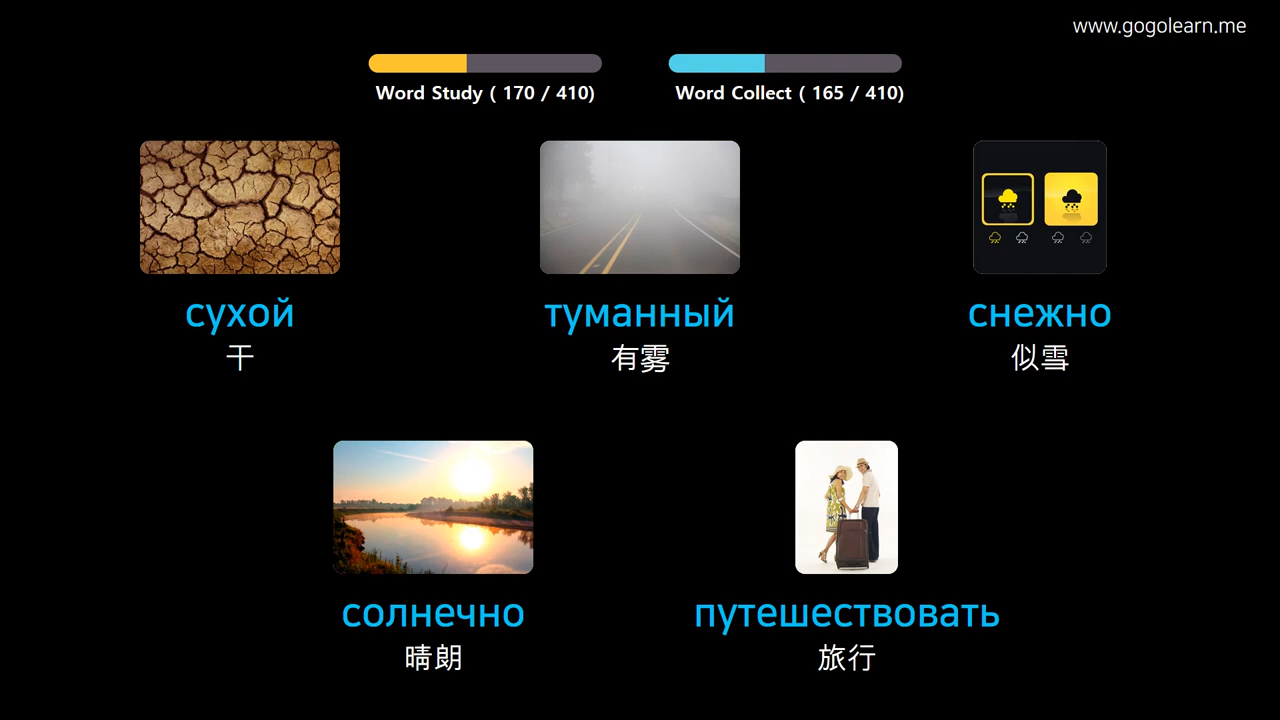 www.gogolearn.me
Word Study ( 170 / 410)
Word Collect ( 165 / 410)
сухой
干
туманный
有雾
снежно
似雪
солнечно
晴朗
путешествовать
旅行